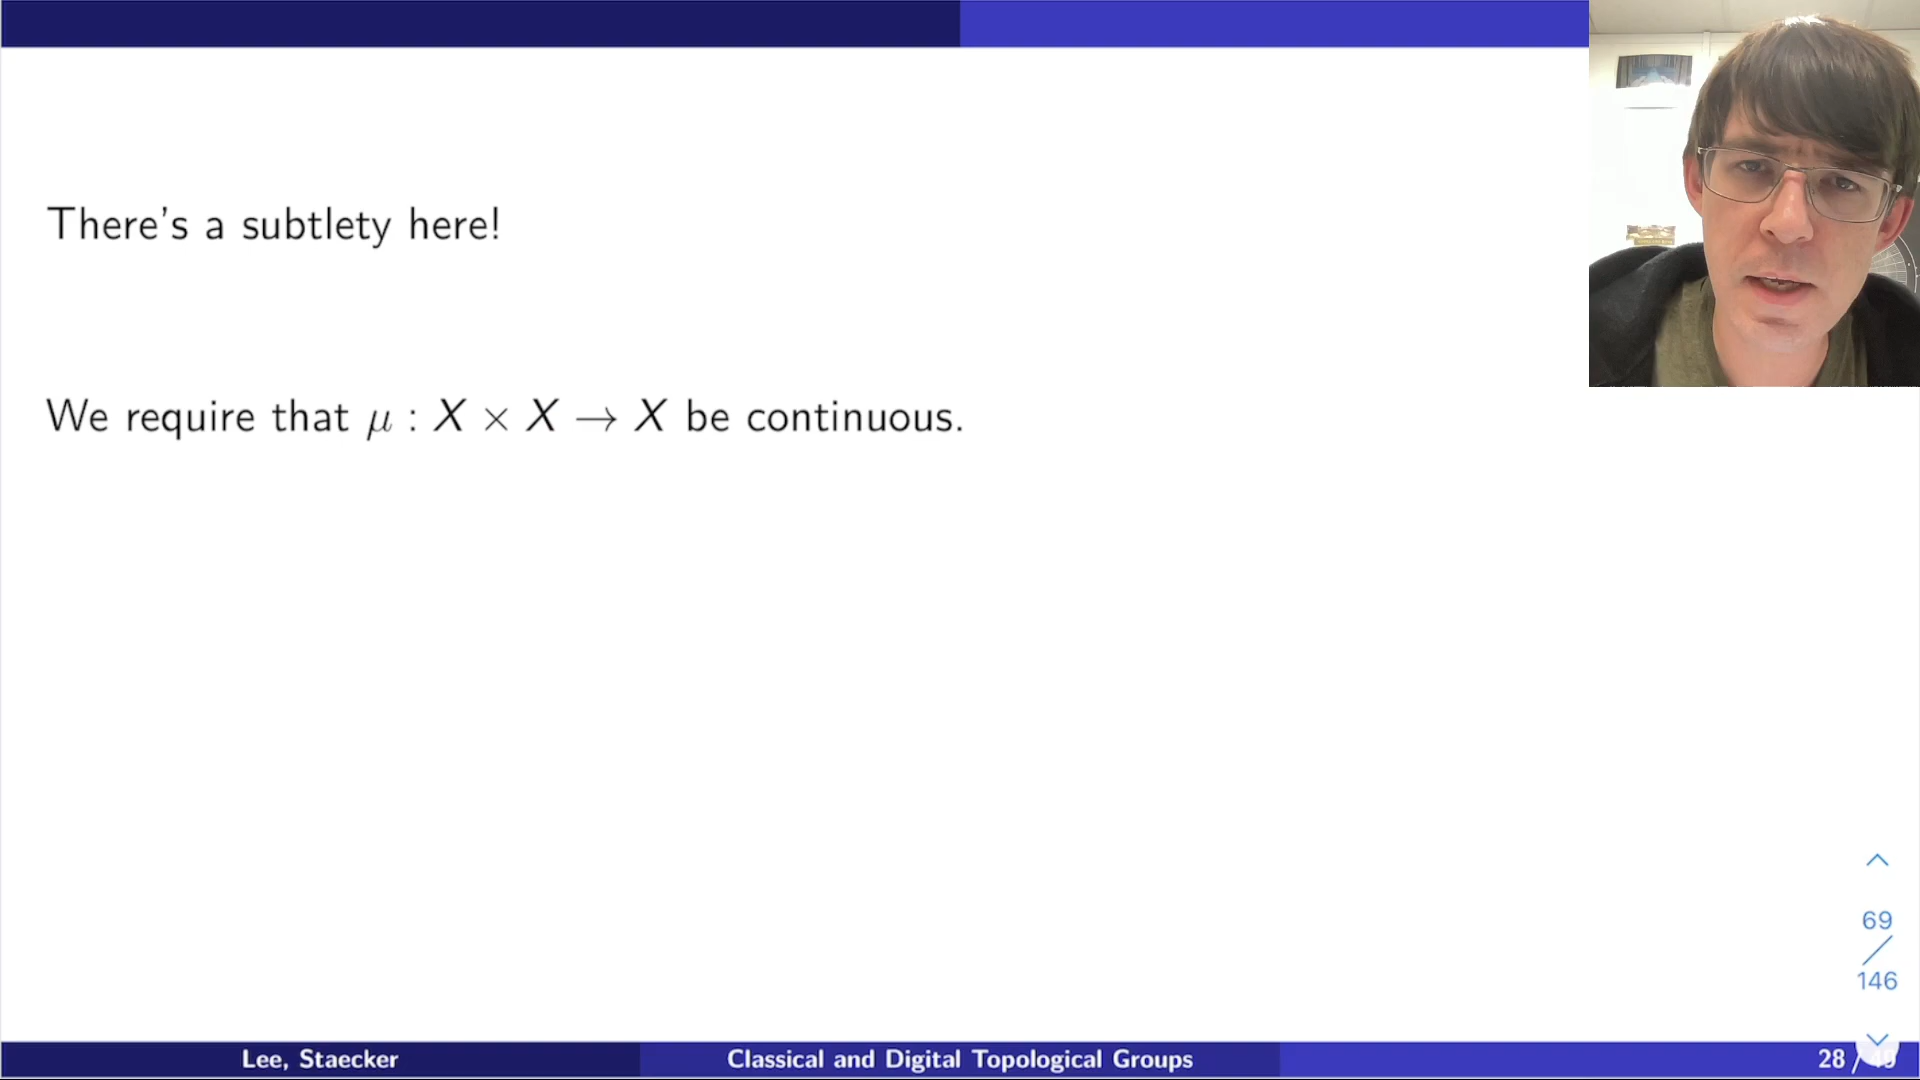 There's a subtlety here!
We require that μ : X × X → X be continuous.
69
146
Lee, Staecker
Classical and Digital Topological Groups
28 /